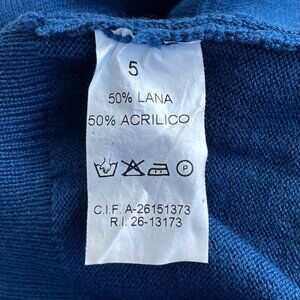 5
50% LANA
50% ACRILICO
P
C.I.F. A-26151373
R.I. 26-13173